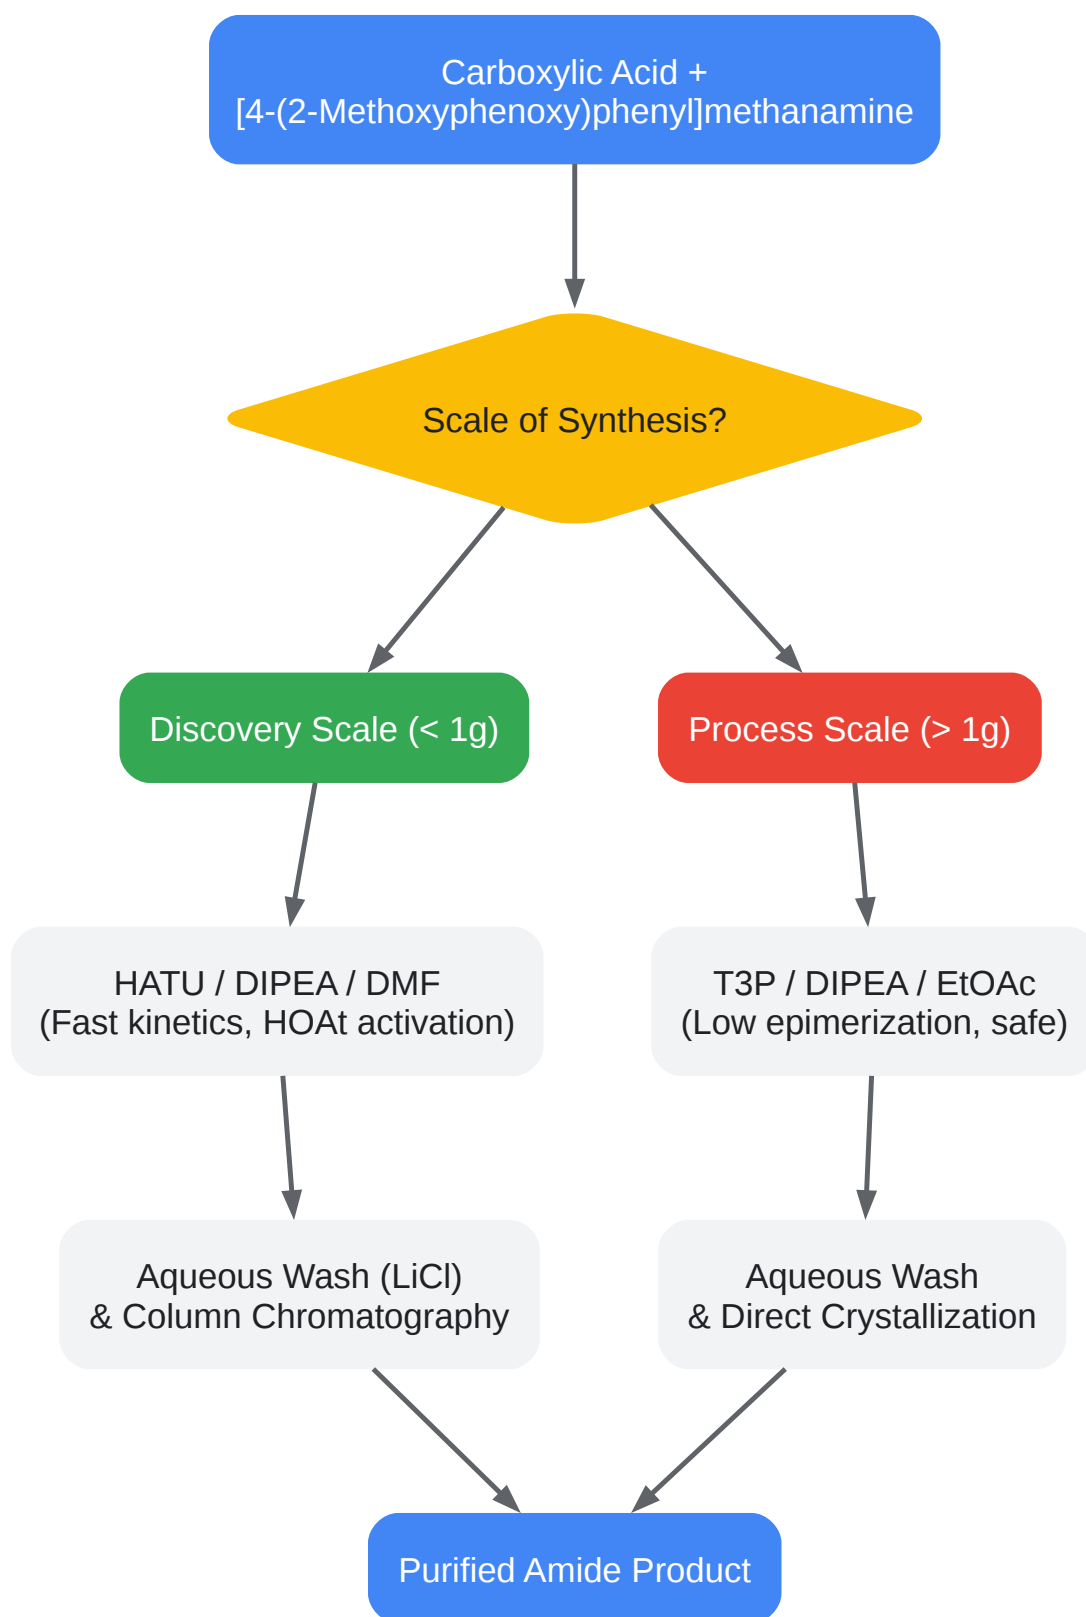 Carboxylic Acid +
[4-(2-Methoxyphenoxy)phenyl]methanamine
Scale of Synthesis?
Discovery Scale (< 1g)
Process Scale (> 1g)
HATU / DIPEA / DMF
(Fast kinetics, HOAt activation)
T3P / DIPEA / EtOAc
(Low epimerization, safe)
Aqueous Wash (LiCl)
& Column Chromatography
Aqueous Wash
& Direct Crystallization
Purified Amide Product